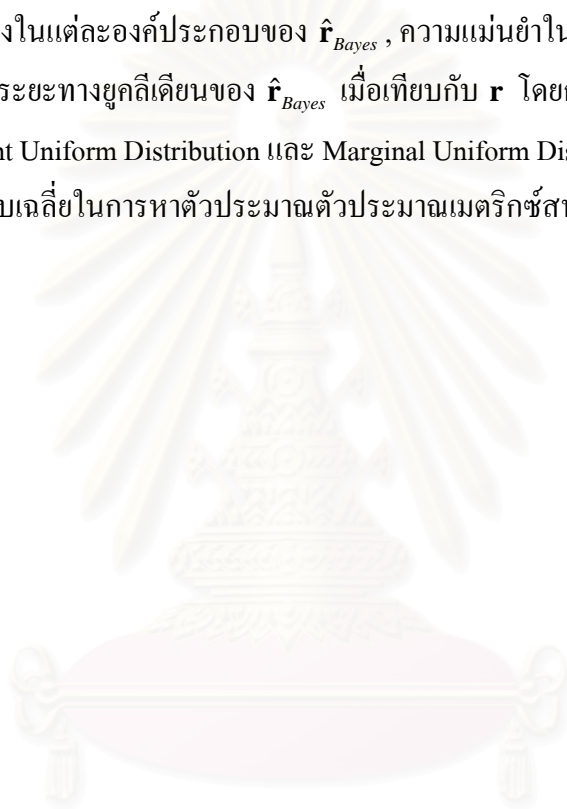 งในแต่ละองค์ประกอบของ r̂_Bayes , ความแม่นยำใน
ระยะทางยูคลีเดียนของ r̂_Bayes เมื่อเทียบกับ r โดย
nt Uniform Distribution และ Marginal Uniform Dis
บเฉลี่ยในการหาตัวประมาณตัวประมาณเมตริกซ์ส